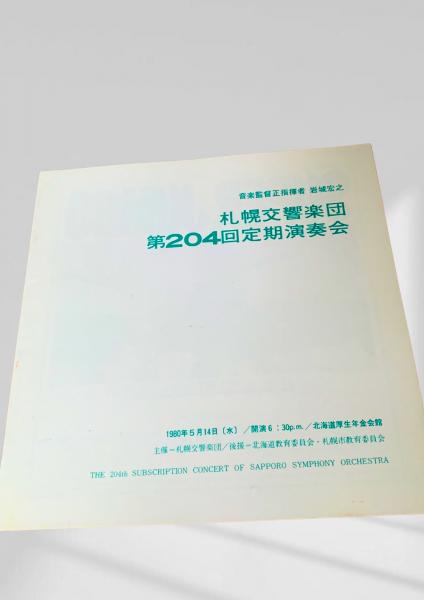 音楽監督正指揮者 岩城宏之
札幌交響楽団
第204回定期演奏会
1980年5月14日〔水〕／開演6：30p.m.／北海道厚生年金会館
主催＝札幌交響楽団／後援＝北海道教育委員会・札幌市教育委員会
THE 204th SUBSCRIPTION CONCERT OF SAPPORO SYMPHONY ORCHESTRA